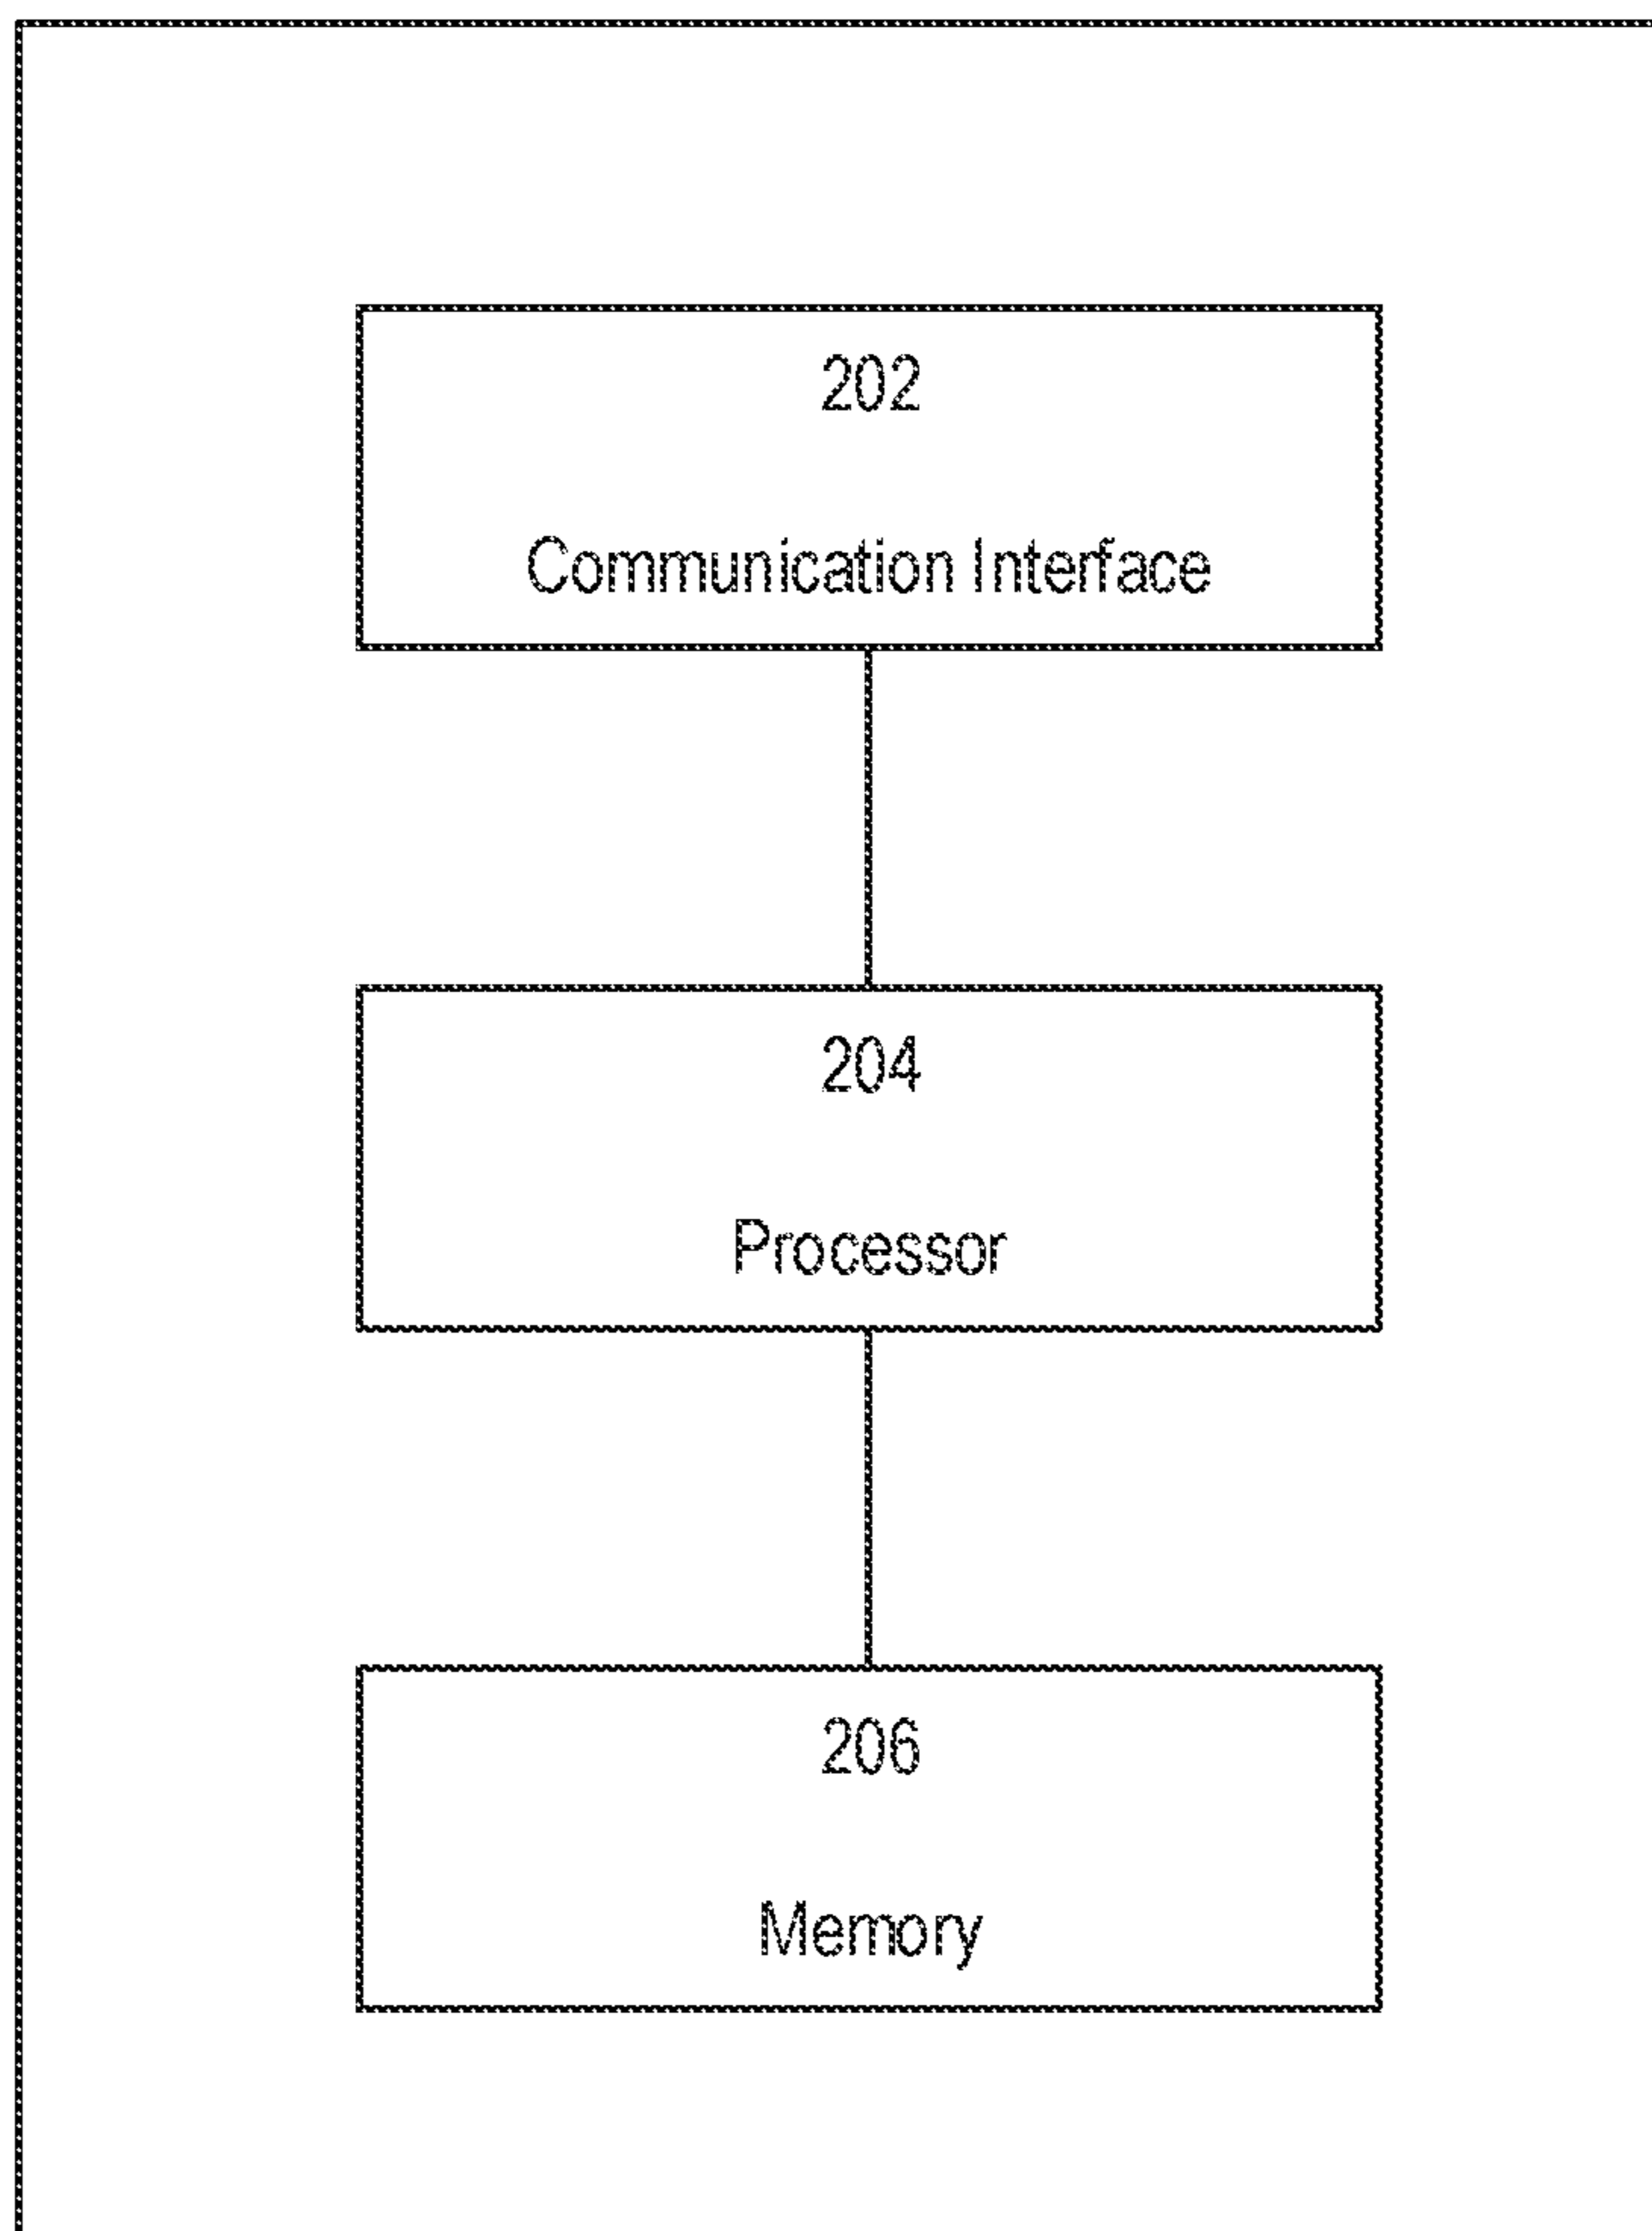 202
Communication Interface
204
Processor
206
Memory